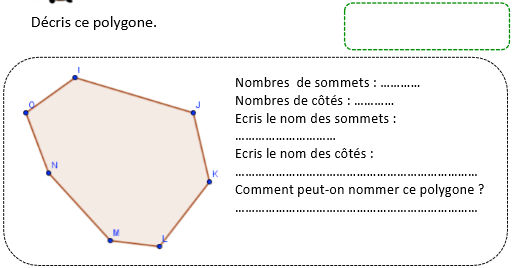 Décris ce polygone.
Nombres de sommets : …………
Nombres de côtés : …………
Ecris le nom des sommets :
…………………………
Ecris le nom des côtés :
………………………………………………………………
Comment peut-on nommer ce polygone ?
………………………………………………………………
I
O
J
N
K
M
L